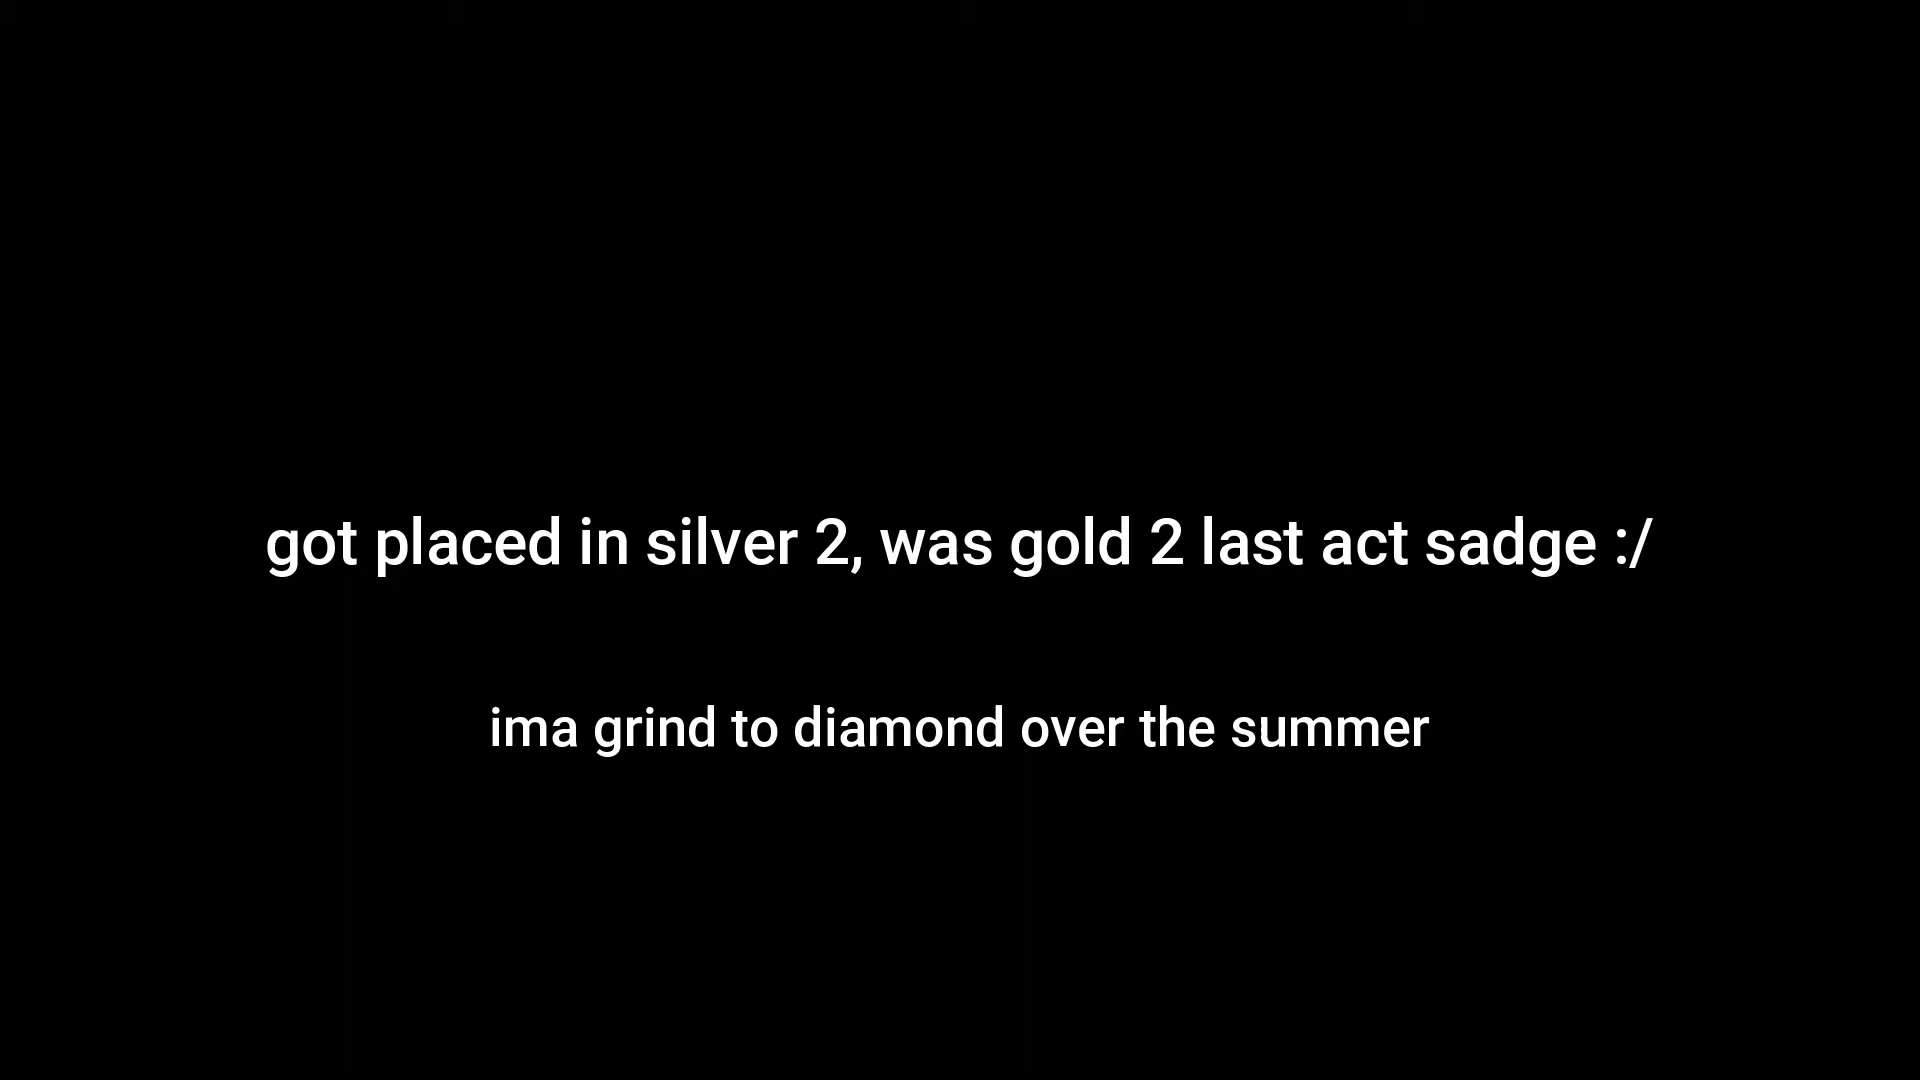 got placed in silver 2, was gold 2 last act sadge :/
ima grind to diamond over the summer